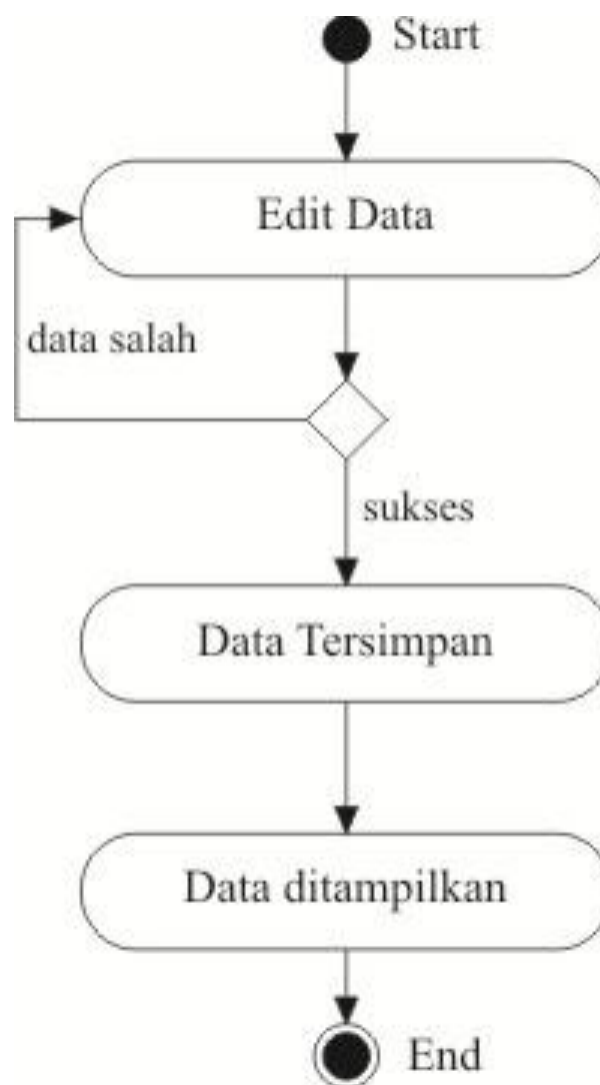 Start
Edit Data
data salah
sukses
Data Tersimpan
Data ditampilkan
End